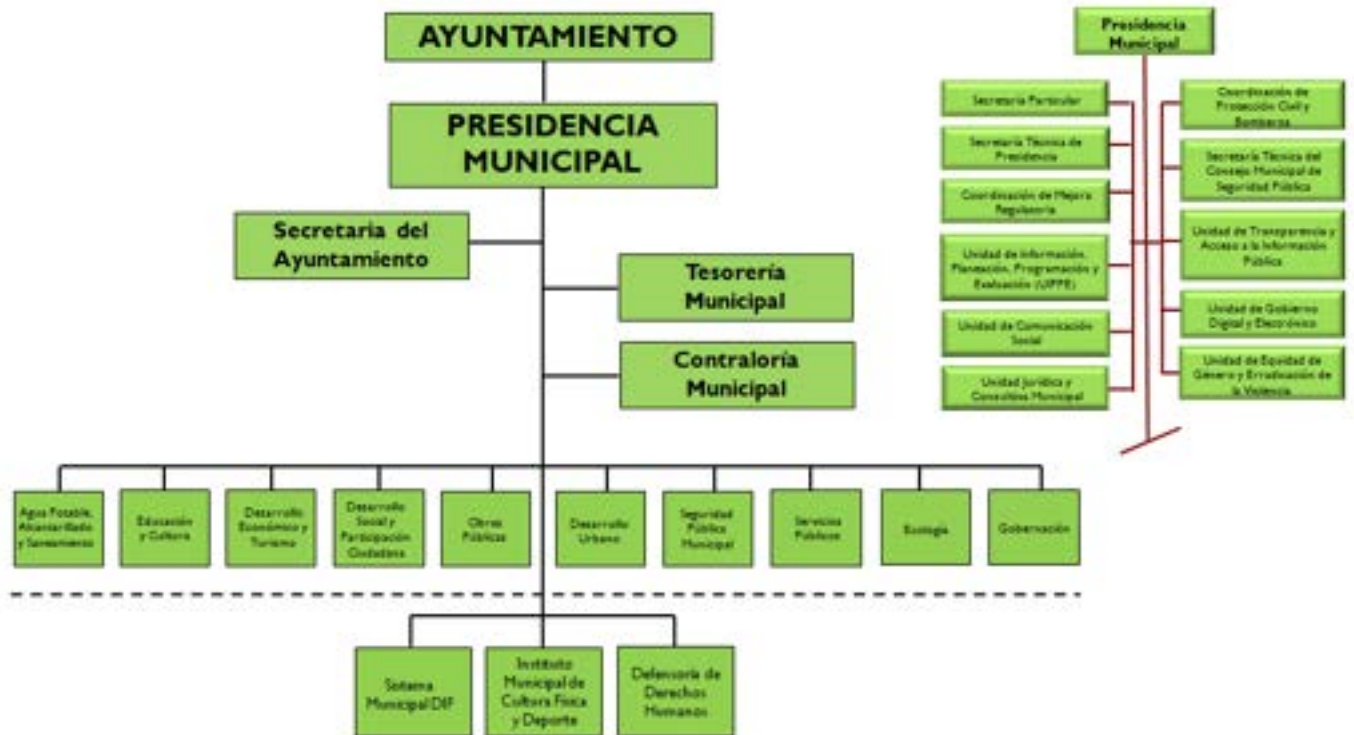 AYUNTAMIENTO
PRESIDENCIA
MUNICIPAL
Secretaria del
Ayuntamiento
Tesorería
Municipal
Contraloría
Municipal
Agua Potable,
Alcantarillado
y Saneamiento
Educación
y Cultura
Desarrollo
Económico y
Turismo
Desarrollo
Social y
Participación
Ciudadana
Obras
Públicas
Desarrollo
Urbano
Seguridad
Pública
Municipal
Servicios
Públicos
Ecología
Gobernación
Sistema
Municipal DIF
Instituto
Municipal de
Cultura Física
y Deporte
Defensoría de
Derechos
Humanos
Presidencia
Municipal
Secretaría Particular
Secretaría Técnica de
Presidencia
Coordinación de Mejora
Regulatoria
Unidad de Información,
Planeación, Programación y
Evaluación (UIPPE)
Unidad de Comunicación
Social
Unidad Jurídica y
Consultiva Municipal
Coordinación de
Protección Civil y
Bomberos
Secretaría Técnica del
Consejo Municipal de
Seguridad Pública
Unidad de Transparencia y
Acceso a la Información
Pública
Unidad de Gobierno
Digital y Electrónico
Unidad de Equidad de
Género y Erradicación de
la Violencia